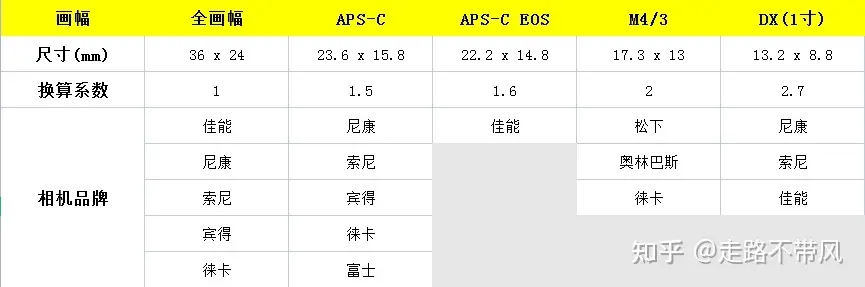 画幅 全画幅 APS-C APS-C EOS M4/3 DX(1寸)
尺寸(mm) 36 x 24 23.6 x 15.8 22.2 x 14.8 17.3 x 13 13.2 x 8.8
换算系数 1 1.5 1.6 2 2.7
佳能 尼康 佳能 松下 尼康
尼康 索尼 奥林巴斯 索尼
相机品牌 索尼 宾得 徕卡 佳能
宾得 徕卡
徕卡 富士
知乎 @走路不带风